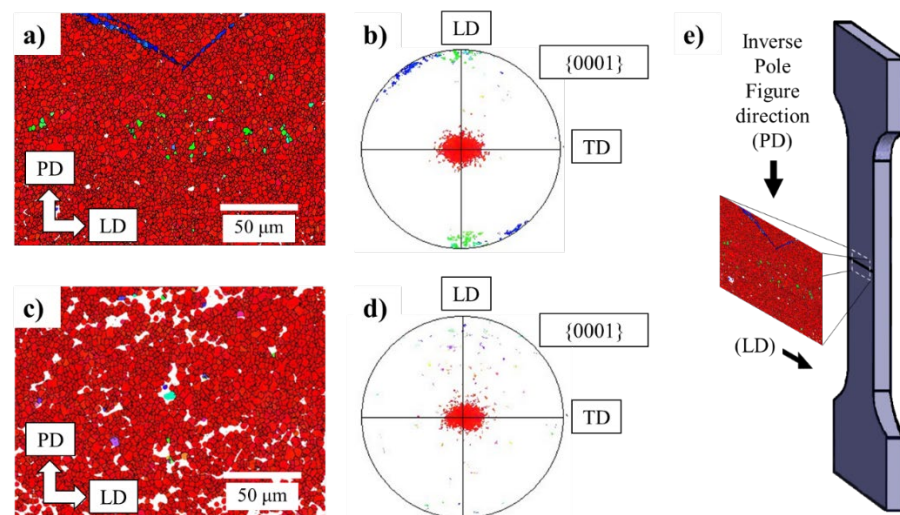 a)
PD
LD
50 μm
b)
LD
{0001}
TD
c)
PD
LD
50 μm
d)
LD
{0001}
TD
e)
Inverse
Pole
Figure
direction
(PD)
(LD)